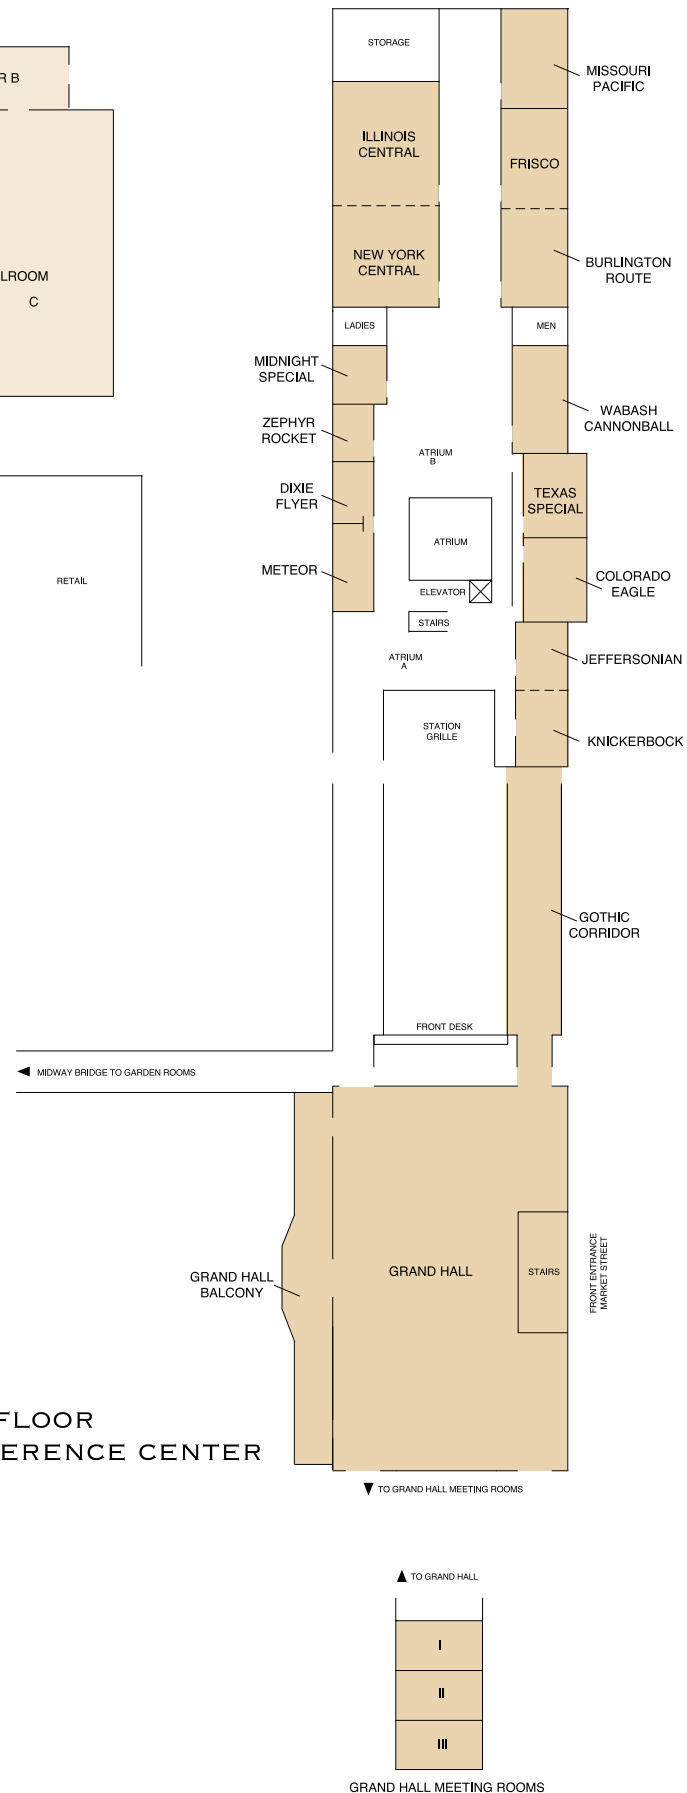 STORAGE
MISSOURI
PACIFIC
R B
ILLINOIS
CENTRAL
FRISCO
NEW YORK
CENTRAL
BURLINGTON
ROUTE
LROOM
C
LADIES
MEN
MIDNIGHT
SPECIAL
WABASH
CANNONBALL
ZEPHYR
ROCKET
ATRIUM
B
DIXIE
FLYER
TEXAS
SPECIAL
ATRIUM
METEOR
RETAIL
ELEVATOR
COLORADO
EAGLE
STAIRS
ATRIUM
A
JEFFERSONIAN
STATION
GRILLE
KNICKERBOCK
GOTHIC
CORRIDOR
FRONT DESK
MIDWAY BRIDGE TO GARDEN ROOMS
GRAND HALL
BALCONY
GRAND HALL
STAIRS
FRONT ENTRANCE
MARKET STREET
FLOOR
ERENCE CENTER
TO GRAND HALL MEETING ROOMS
TO GRAND HALL
I
II
III
GRAND HALL MEETING ROOMS